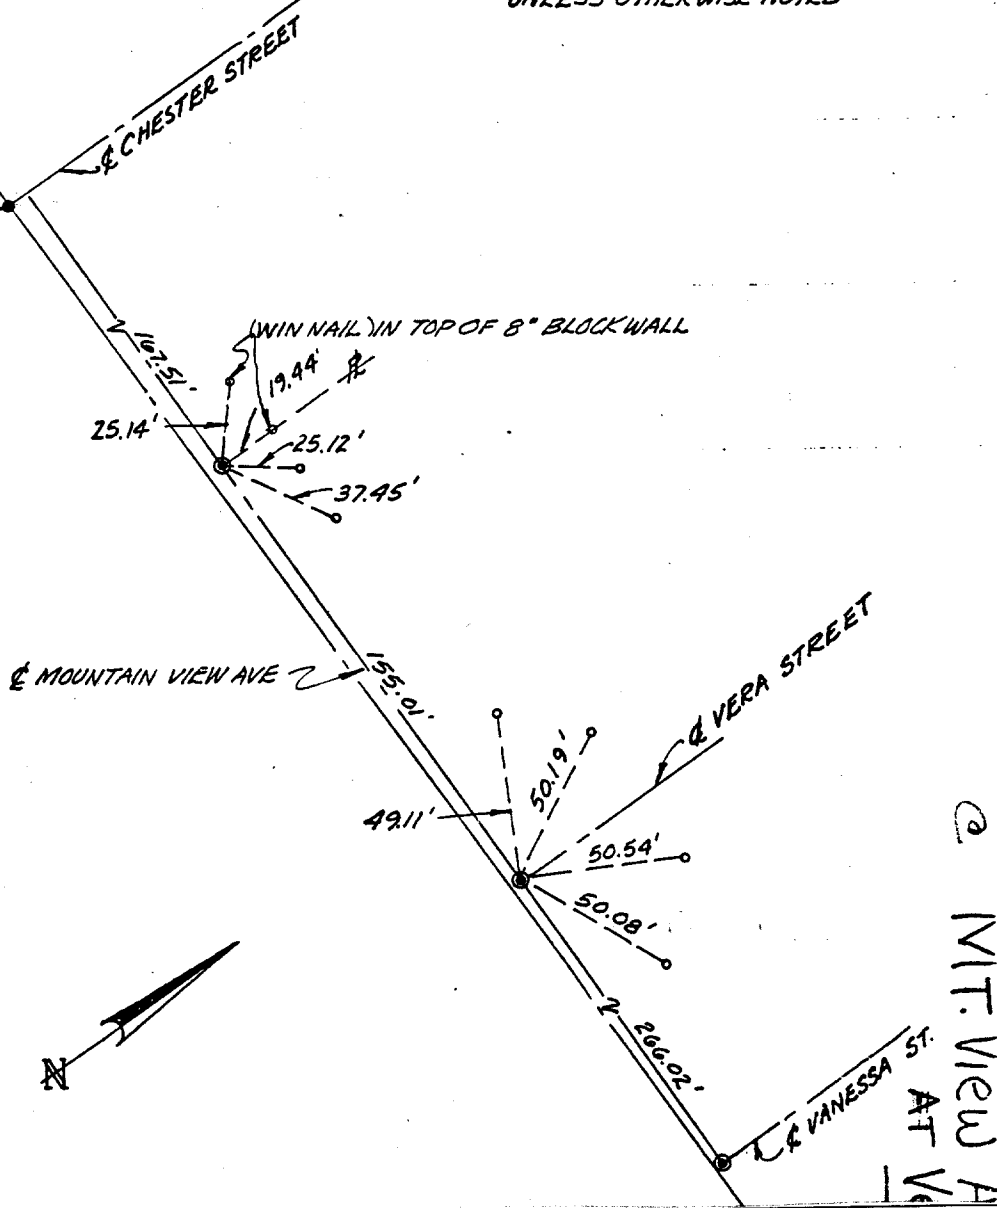 UNLESS OTHERWISE NOTED
℄ CHESTER STREET
(WIN NAIL) IN TOP OF 8" BLOCKWALL
167.51'
19.44'
℄
25.14'
25.12'
37.45'
℄ MOUNTAIN VIEW AVE
155.01'
℄ VERA STREET
50.19'
49.11'
50.54'
50.08'
N
266.02'
℄ VANESSA ST.
@ MT. VIEW A
AT Ve